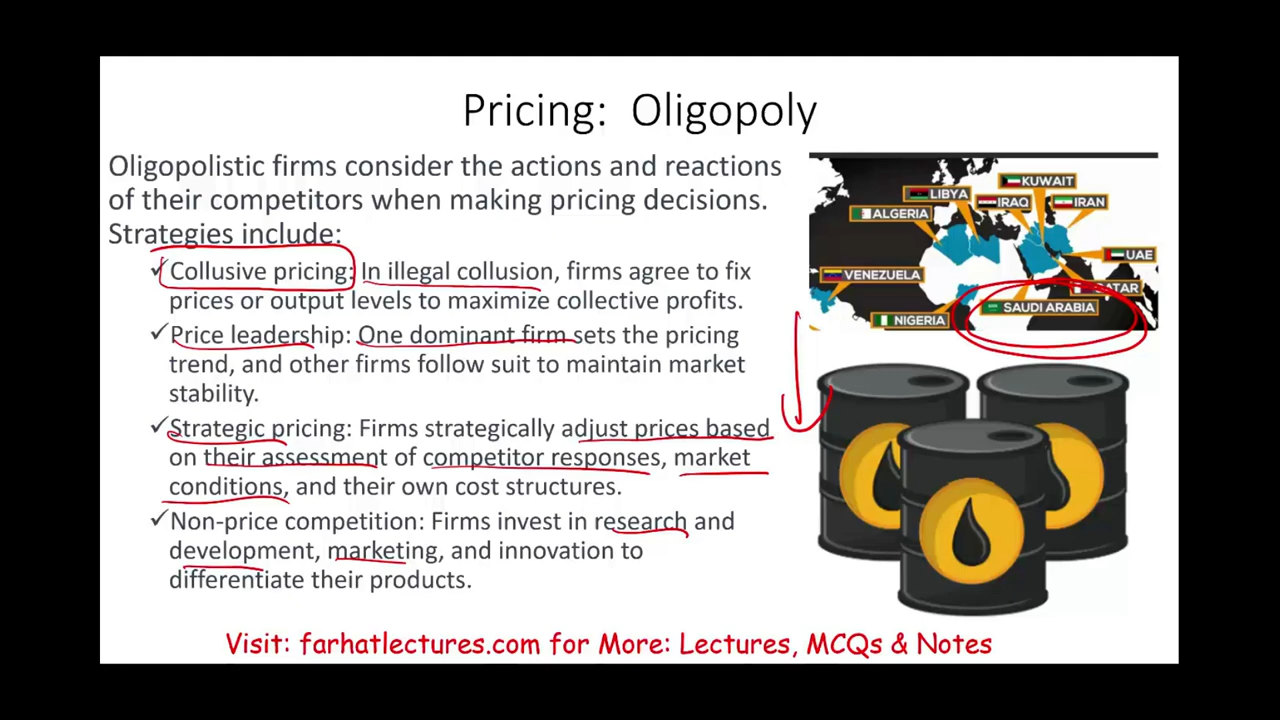 Pricing: Oligopoly
Oligopolistic firms consider the actions and reactions
of their competitors when making pricing decisions.
Strategies include:
✓Collusive pricing: In illegal collusion, firms agree to fix
prices or output levels to maximize collective profits.
✓Price leadership: One dominant firm sets the pricing
trend, and other firms follow suit to maintain market
stability.
✓Strategic pricing: Firms strategically adjust prices based
on their assessment of competitor responses, market
conditions, and their own cost structures.
✓Non-price competition: Firms invest in research and
development, marketing, and innovation to
differentiate their products.
KUWAIT
LIBYA
IRAQ
IRAN
ALGERIA
UAE
VENEZUELA
QATAR
SAUDI ARABIA
NIGERIA
Visit: farhatlectures.com for More: Lectures, MCQs & Notes